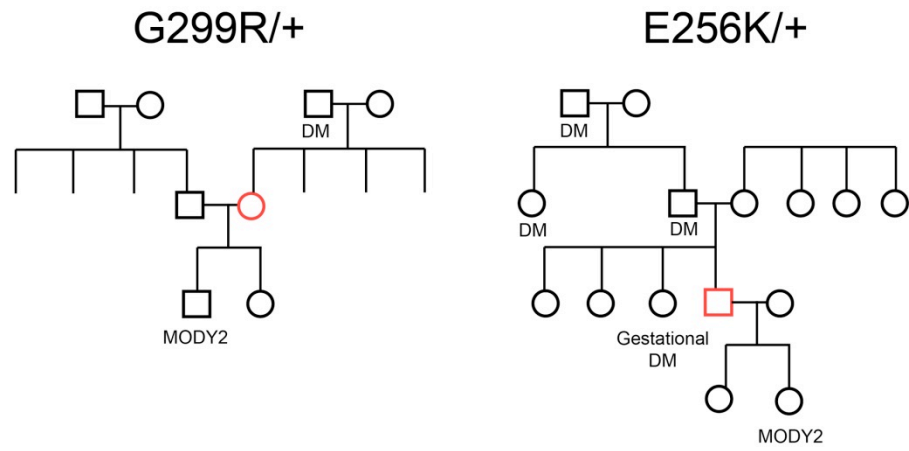 G299R/+
E256K/+
DM
MODY2
DM
DM
DM
Gestational
DM
MODY2